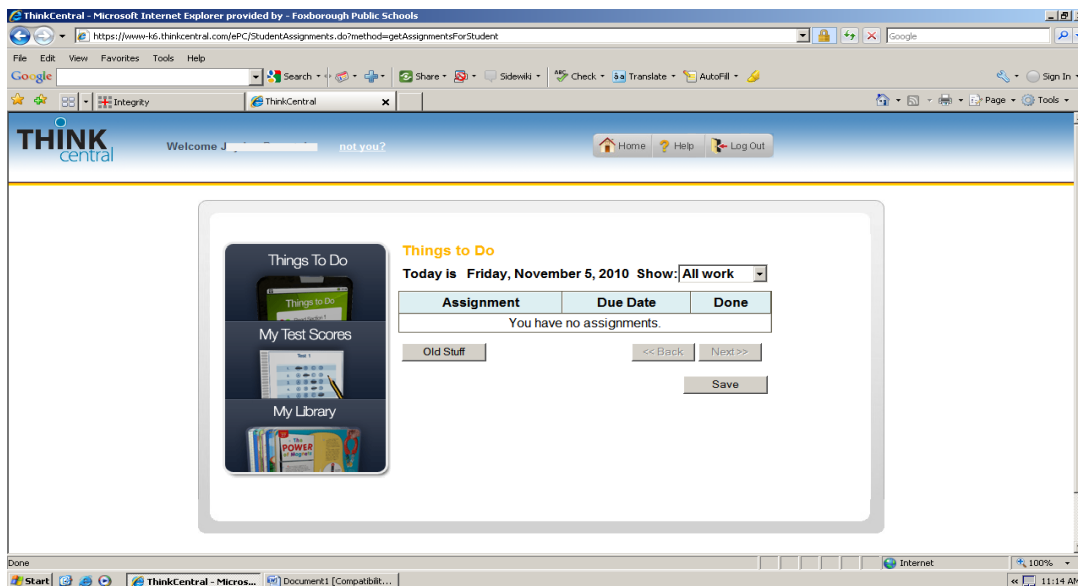 ThinkCentral - Microsoft Internet Explorer provided by - Foxborough Public Schools
https://www-k6.thinkcentral.com/ePC/StudentAssignments.do?method=getAssignmentsForStudent Google
File Edit View Favorites Tools Help
Google Search Share Sidewiki Check Translate AutoFill Sign In
Integrity ThinkCentral Page Tools
THINK central
Welcome J not you? Home Help Log Out
Things To Do
Things to Do
My Test Scores
Test 1
My Library
The POWER of Magnets
Things to Do
Today is Friday, November 5, 2010 Show: All work
Assignment Due Date Done
You have no assignments.
Old Stuff << Back Next >>
Save
Done Internet 100%
Start ThinkCentral - Micros... Document1 [Compatibilit... 11:14 AM